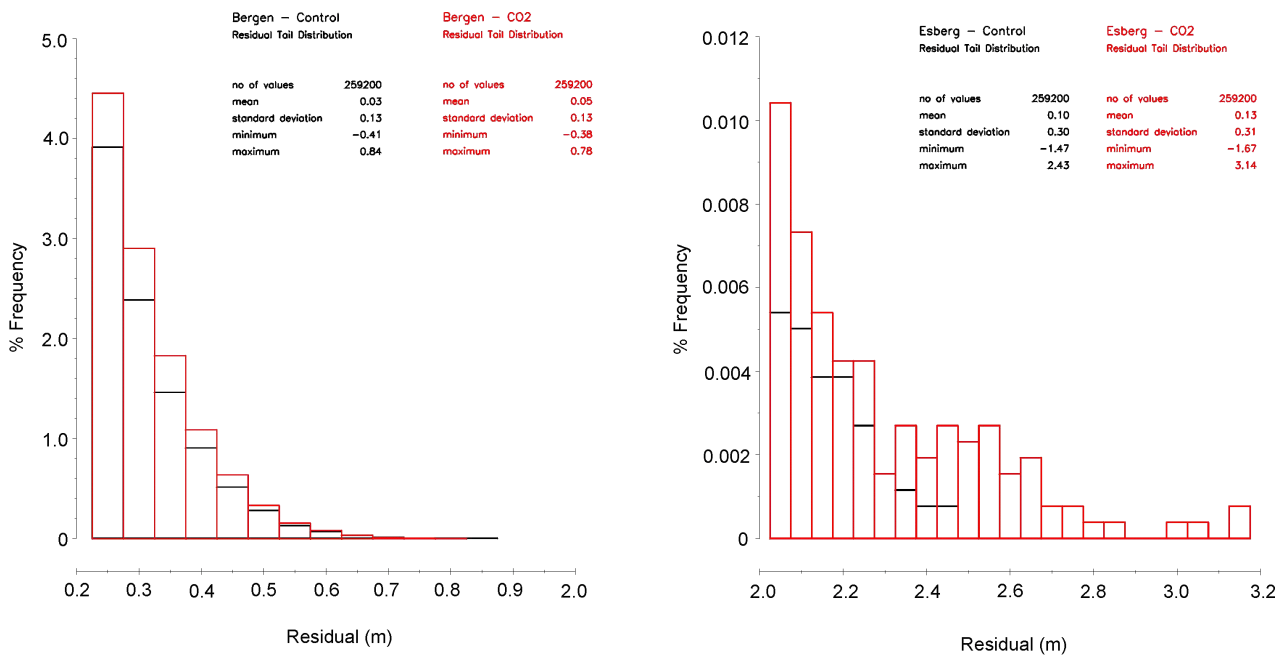 Bergen – Control
Residual Tail Distribution
no of values 259200
mean 0.03
standard deviation 0.13
minimum −0.41
maximum 0.84
Bergen – CO2
Residual Tail Distribution
no of values 259200
mean 0.05
standard deviation 0.13
minimum −0.38
maximum 0.78
5.0
4.0
3.0
2.0
1.0
0
% Frequency
0.2 0.3 0.4 0.5 0.6 0.7 0.8 0.9 2.0
Residual (m)
Esberg – Control
Residual Tail Distribution
no of values 259200
mean 0.10
standard deviation 0.30
minimum −1.47
maximum 2.43
Esberg – CO2
Residual Tail Distribution
no of values 259200
mean 0.13
standard deviation 0.31
minimum −1.67
maximum 3.14
0.012
0.010
0.008
0.006
0.004
0.002
0
% Frequency
2.0 2.2 2.4 2.6 2.8 3.0 3.2
Residual (m)